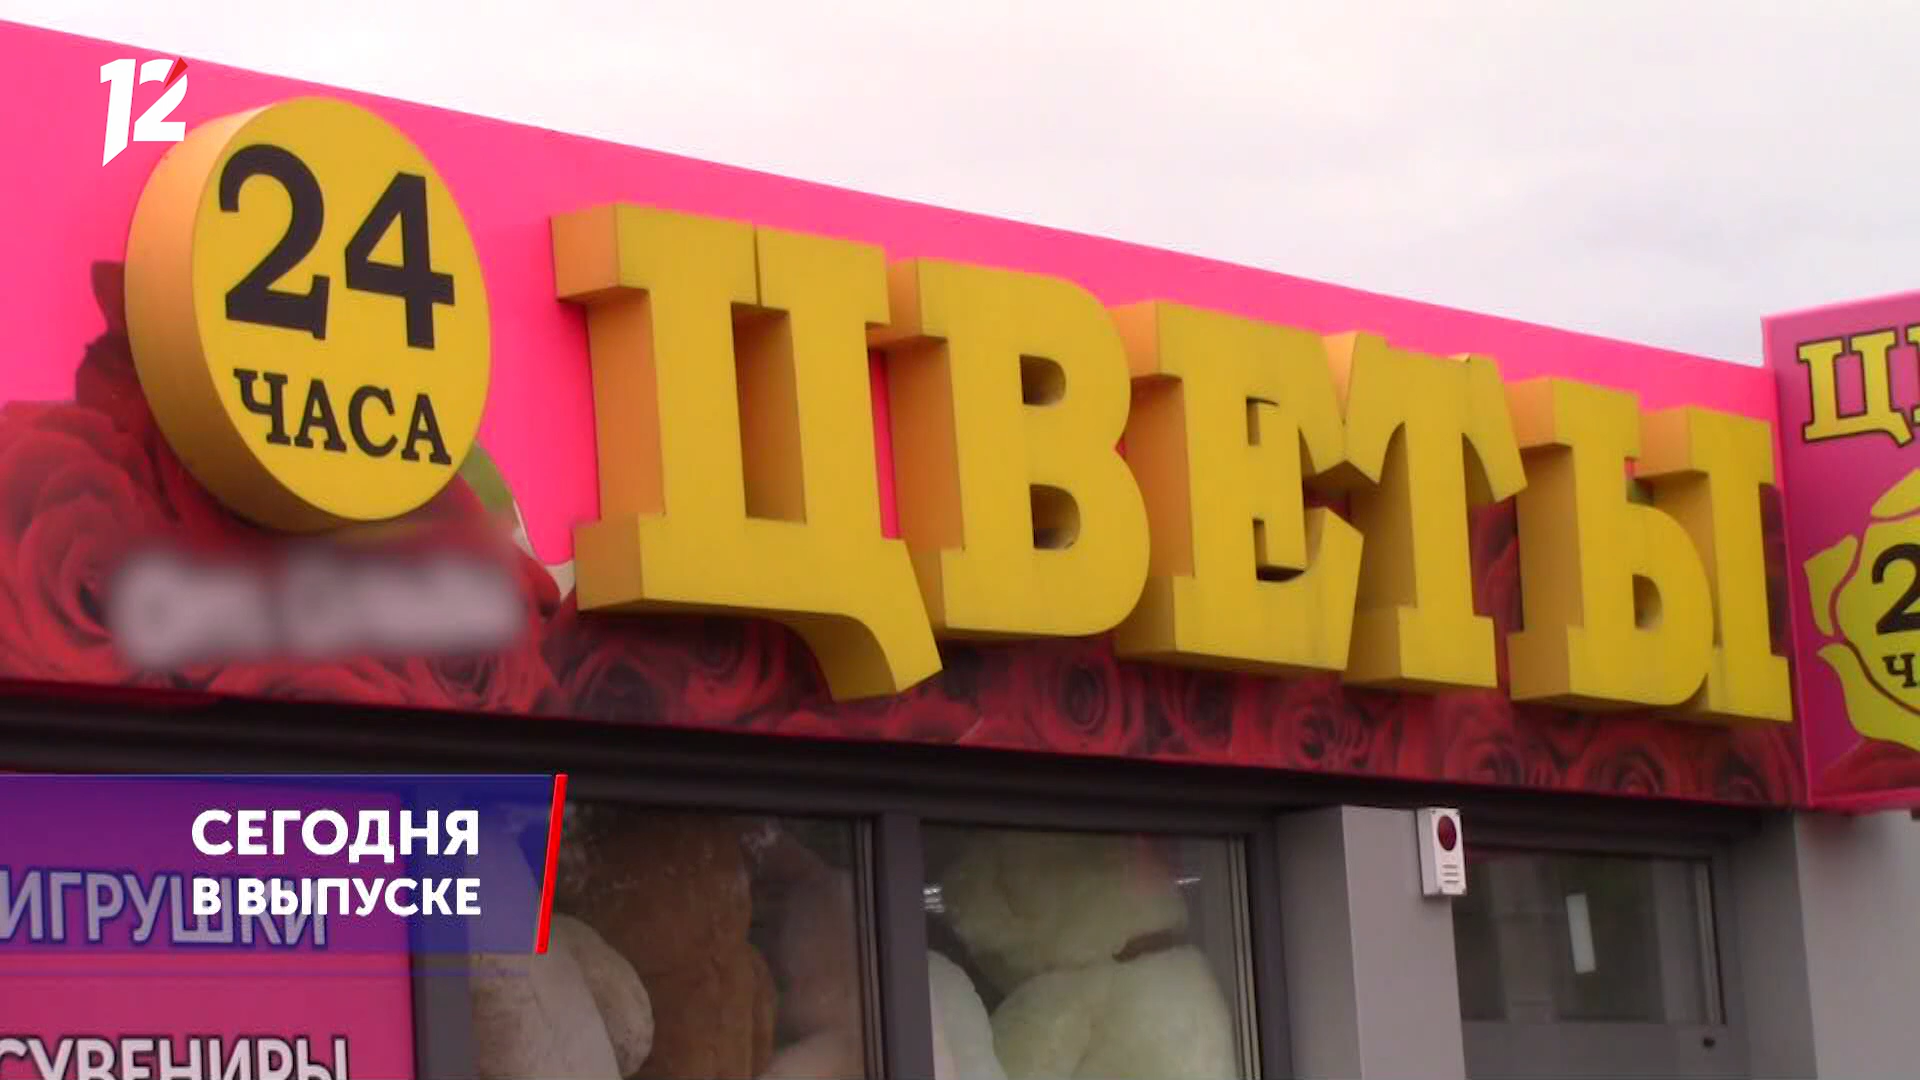 12
24
ЧАСА
ЦВЕТЫ
СЕГОДНЯ
В ВЫПУСКЕ
ИГРУШКИ
СУВЕНИРЫ